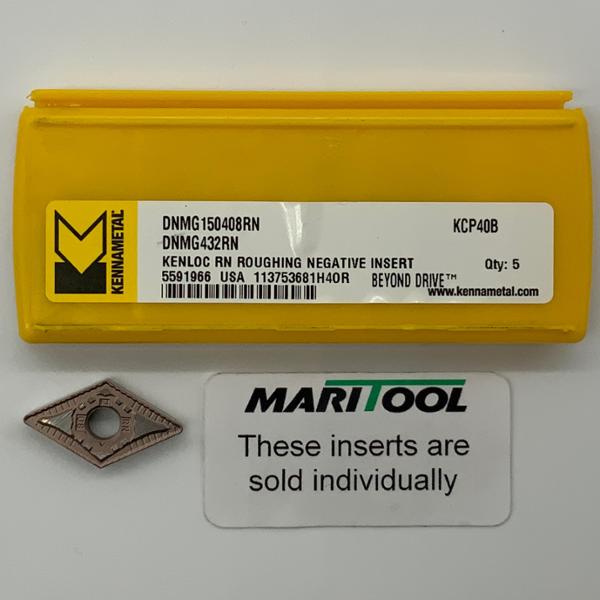 KENNAMETAL
DNMG150408RN
DNMG432RN
KCP40B
KENLOC RN ROUGHING NEGATIVE INSERT
Qty: 5
5591966 USA 113753681H40R BEYOND DRIVE™
www.kennametal.com
MARITOOL
These inserts are
sold individually